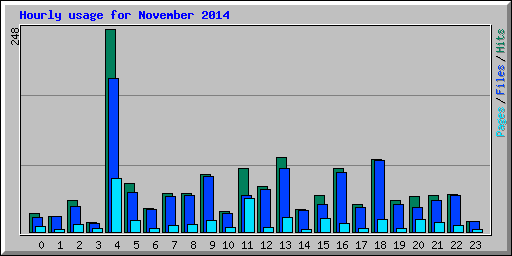 Hourly usage for November 2014
248
Pages/Files/Hits
0 1 2 3 4 5 6 7 8 9 10 11 12 13 14 15 16 17 18 19 20 21 22 23